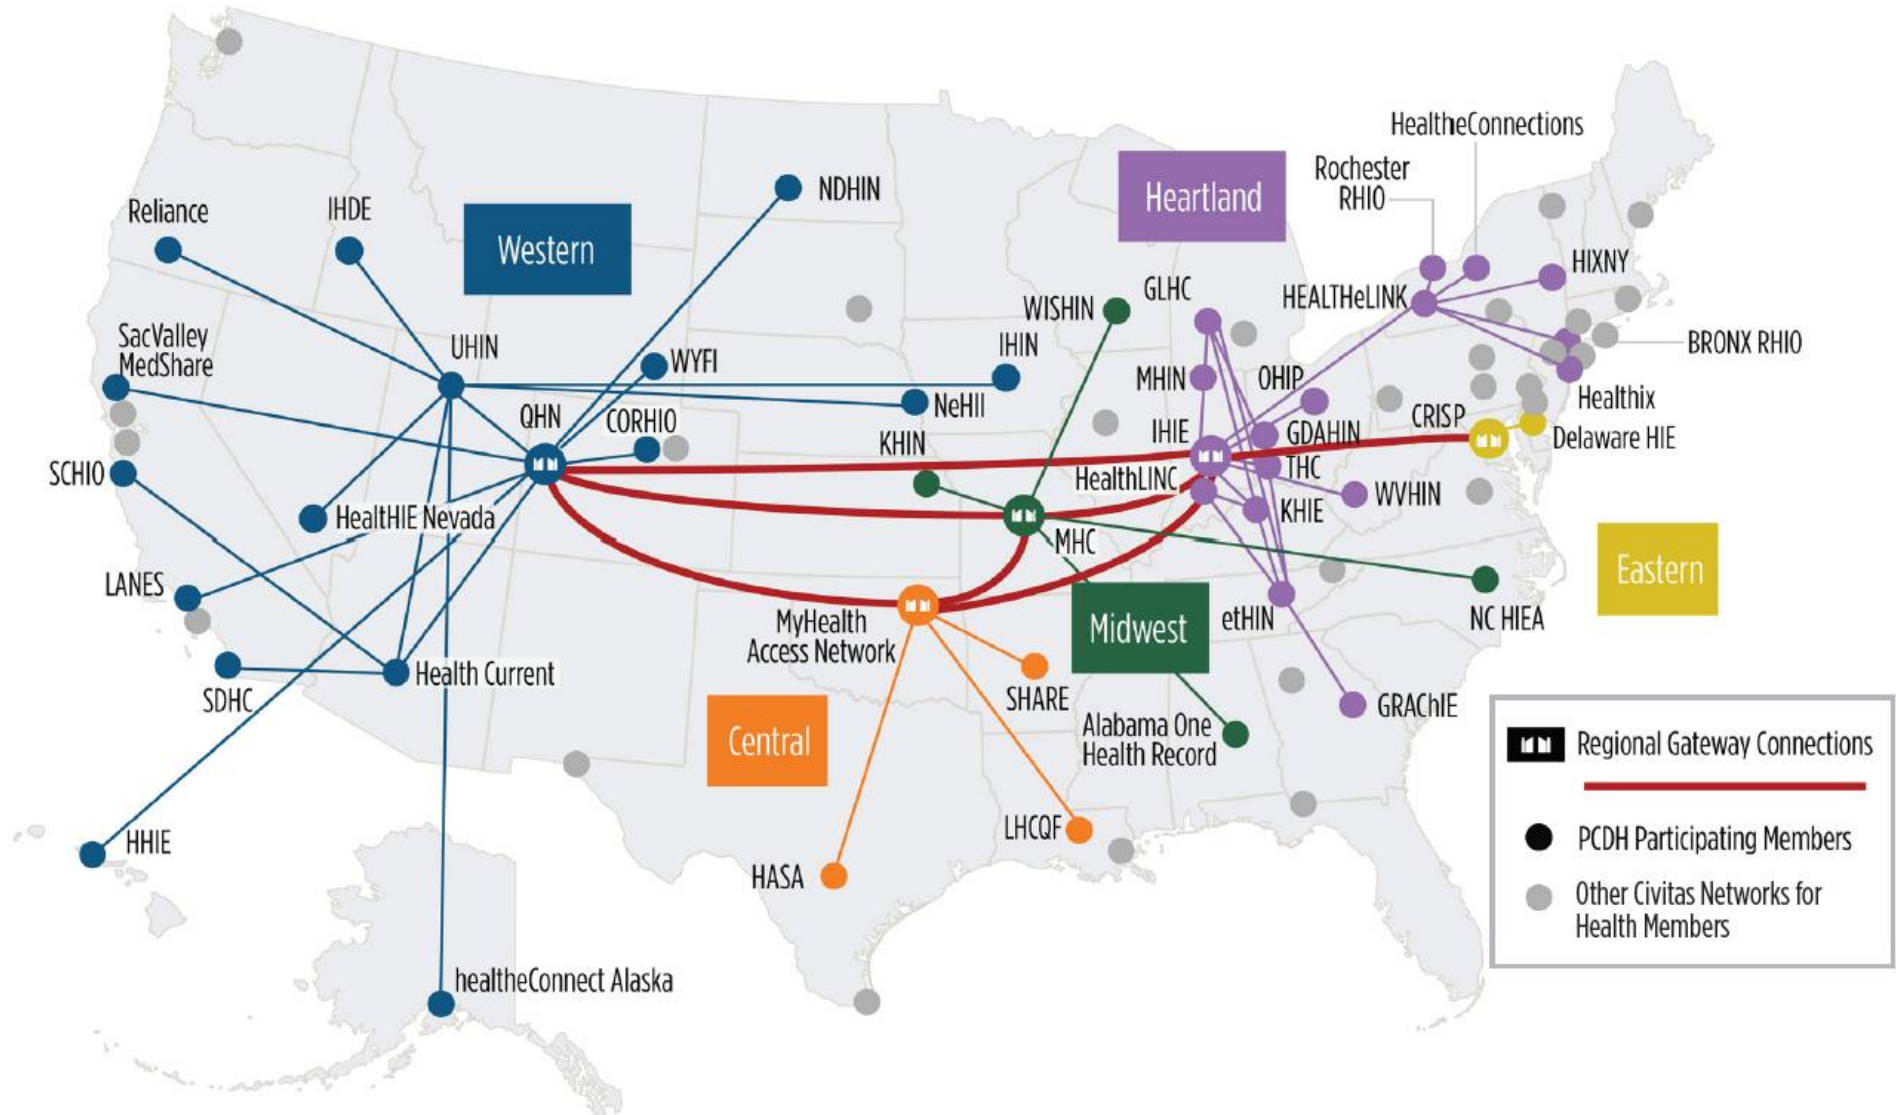 HealtheConnections
Rochester
RHIO
Heartland
NDHIN
Reliance
IHDE
Western
HIXNY
GLHC
HEALTHeLINK
WISHIN
SacValley
MedShare
UHIN
WYFI
IHIN
BRONX RHIO
MHIN
OHIP
NeHII
Healthix
QHN
CORHIO
CRISP
KHIN
IHIE
GDAHIN
Delaware HIE
SCHIO
HealthLINC
THC
WVHIN
HealtHIE Nevada
KHIE
MHC
Eastern
LANES
MyHealth
Access Network
Midwest
etHIN
NC HIEA
Health Current
SDHC
SHARE
GRAChIE
Central
Alabama One
Health Record
Regional Gateway Connections
LHCQF
PCDH Participating Members
HHIE
HASA
Other Civitas Networks for
Health Members
healtheConnect Alaska